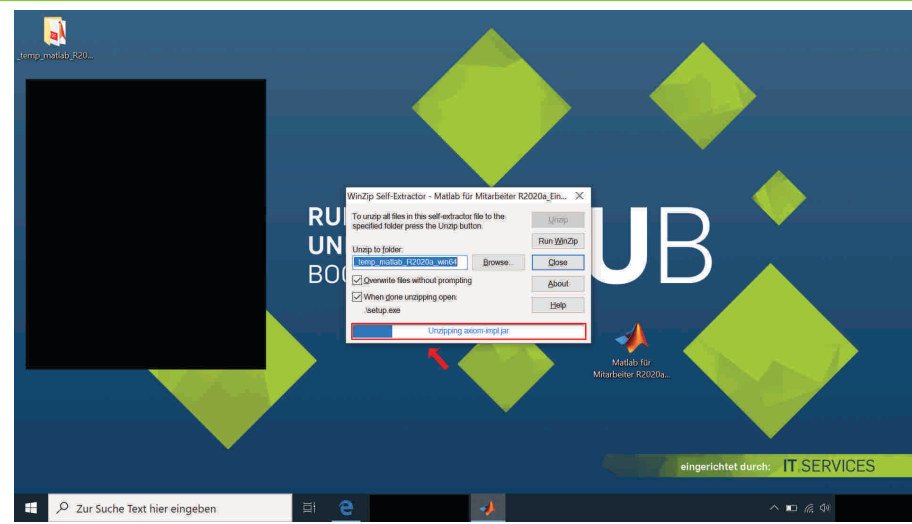 _temp_matlab_R20...
WinZip Self-Extractor - Matlab für Mitarbeiter R2020a_Ein...
To unzip all files in this self-extractor file to the
specified folder press the Unzip button.
Unzip to folder:
_temp_matlab_R2020a_win64
Browse...
Overwrite files without prompting
When done unzipping open:
.\setup.exe
Unzip
Run WinZip
Close
About
Help
Unzipping axiom-impl.jar
RU
UN
BO
UB
Matlab für
Mitarbeiter R2020a...
eingerichtet durch: IT.SERVICES
Zur Suche Text hier eingeben